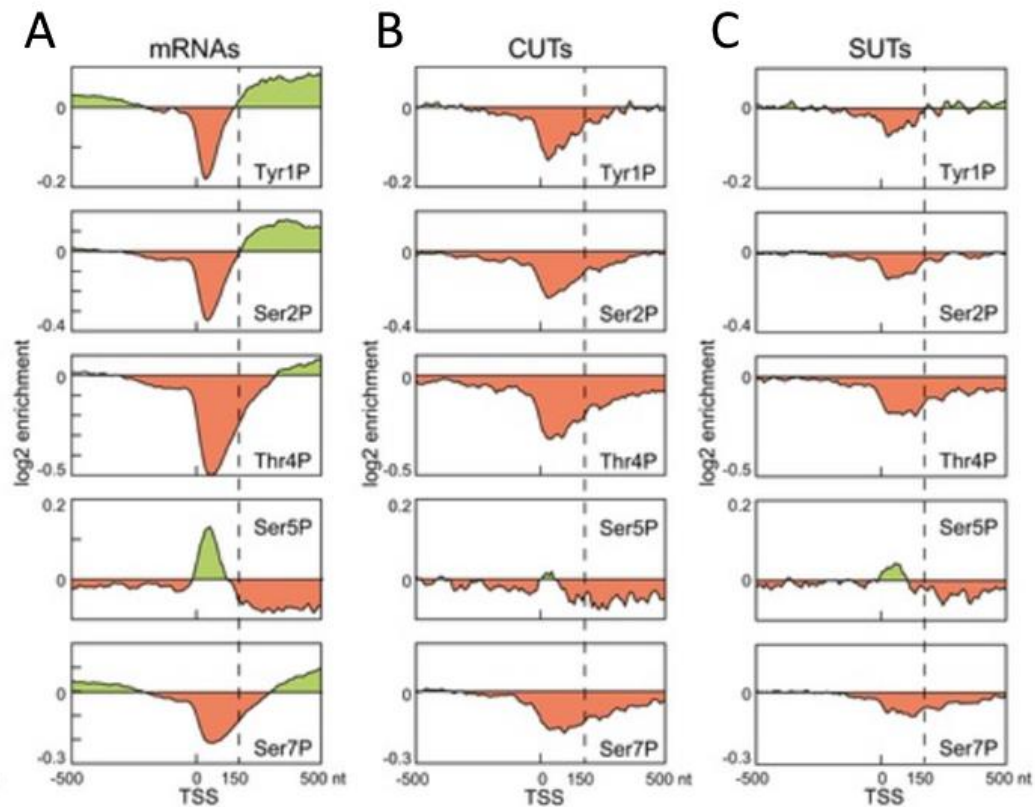 A
mRNAs
0
-0.2
Tyr1P
0
-0.4
Ser2P
0
-0.5
Thr4P
0.2
0
Ser5P
0
-0.3
Ser7P
log2 enrichment
-500
0
150
500 nt
TSS
B
CUTs
0
-0.2
Tyr1P
0
-0.4
Ser2P
0
-0.5
Thr4P
0.2
0
Ser5P
0
-0.3
Ser7P
log2 enrichment
-500
0
150
500 nt
TSS
C
SUTs
0
-0.2
Tyr1P
0
-0.4
Ser2P
0
-0.5
Thr4P
0.2
0
Ser5P
0
-0.3
Ser7P
log2 enrichment
-500
0
150
500 nt
TSS